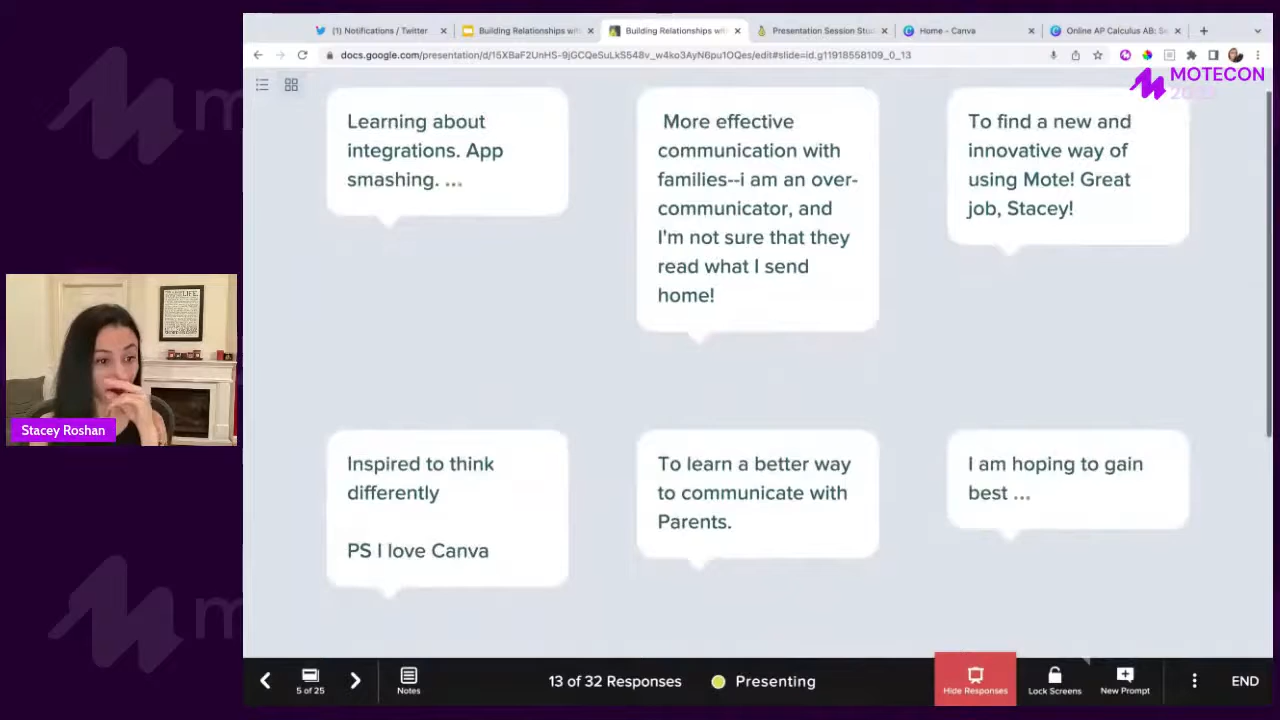 (1) Notifications / Twitter
Building Relationships wit
Building Relationships wit
Presentation Session Stud
Home - Canva
Online AP Calculus AB: Se
docs.google.com/presentation/d/15XBaF2UnHS-9jGCQeSuLkS548v_w4ko3AyN6pu1OQes/edit#slide=id.g11918558109_0_13
MOTECON
Learning about
integrations. App
smashing. ...
More effective
communication with
families--i am an over-
communicator, and
I'm not sure that they
read what I send
home!
To find a new and
innovative way of
using Mote! Great
job, Stacey!
Stacey Roshan
Inspired to think
differently
PS I love Canva
To learn a better way
to communicate with
Parents.
I am hoping to gain
best ...
5 of 25
Notes
13 of 32 Responses
Presenting
Hide Responses
Lock Screens
New Prompt
END